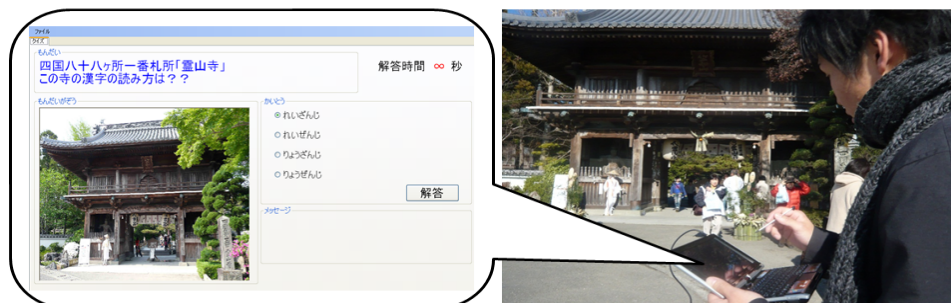 ファイル
クイズ
もんだい
四国八十八ヶ所一番札所「霊山寺」
この寺の漢字の読み方は？？
解答時間 ∞ 秒
もんだいがぞう
かいとう
れいざんじ
れいぜんじ
りょうざんじ
りょうぜんじ
解答
メッセージ